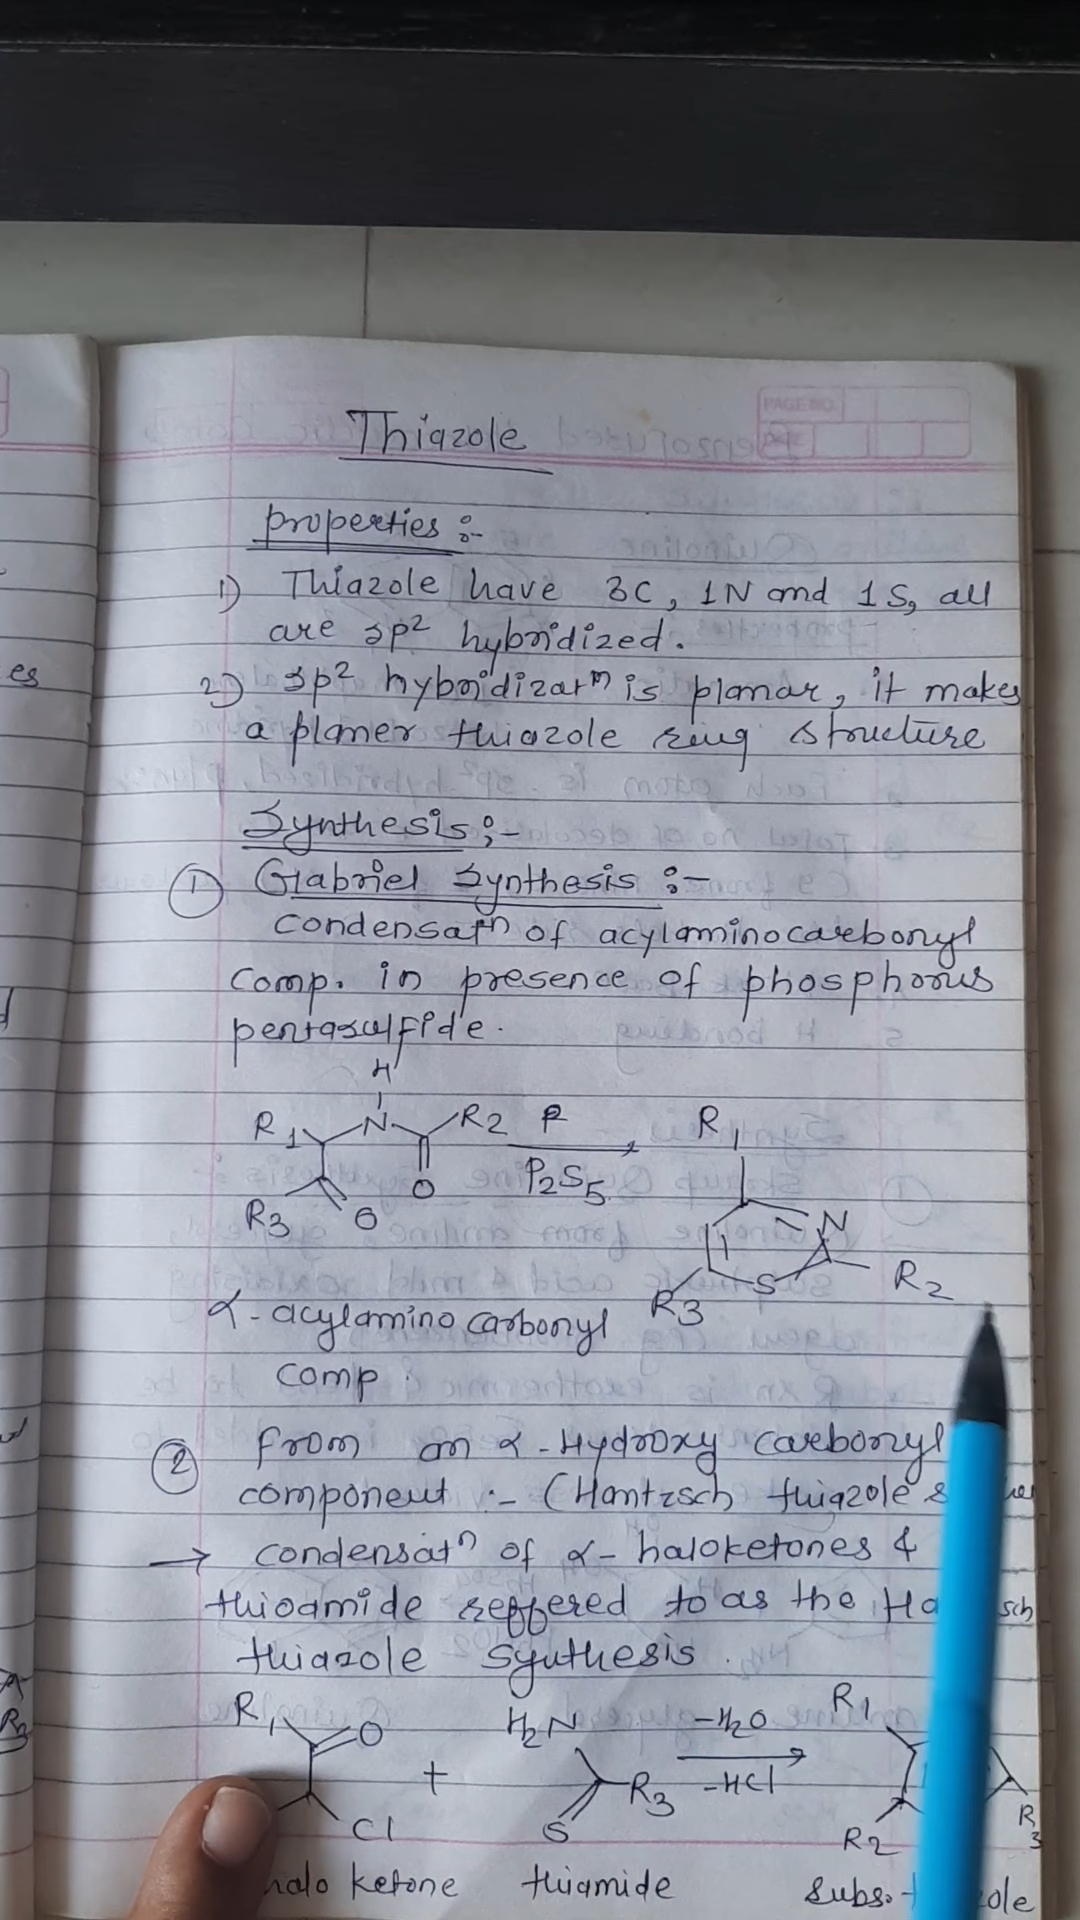 PAGE NO.
Thiazole
properties :-
1) Thiazole have 3C, 1N and 1S, all
are sp² hybridized.
2) sp² hybridizatⁿ is planar, it makes
a planer thiazole ring structure
Synthesis :-
① Gabriel Synthesis :-
condensatⁿ of acylaminocarbonyl
comp. in presence of phosphorus
pentasulfide.
H
R1 N R2 P R1
O P2S5 N
R3 O S R2
R3
α-acylamino carbonyl
comp.
② from an α-Hydroxy carbonyl
component :- (Hantzsch thiazole
→ condensatⁿ of α-haloketones &
thioamide reffered to as the
thiazole synthesis.
R1 O H2N -H2O R1
+ R3 -HCl R3
Cl S R2
halo ketone thiamide subs.